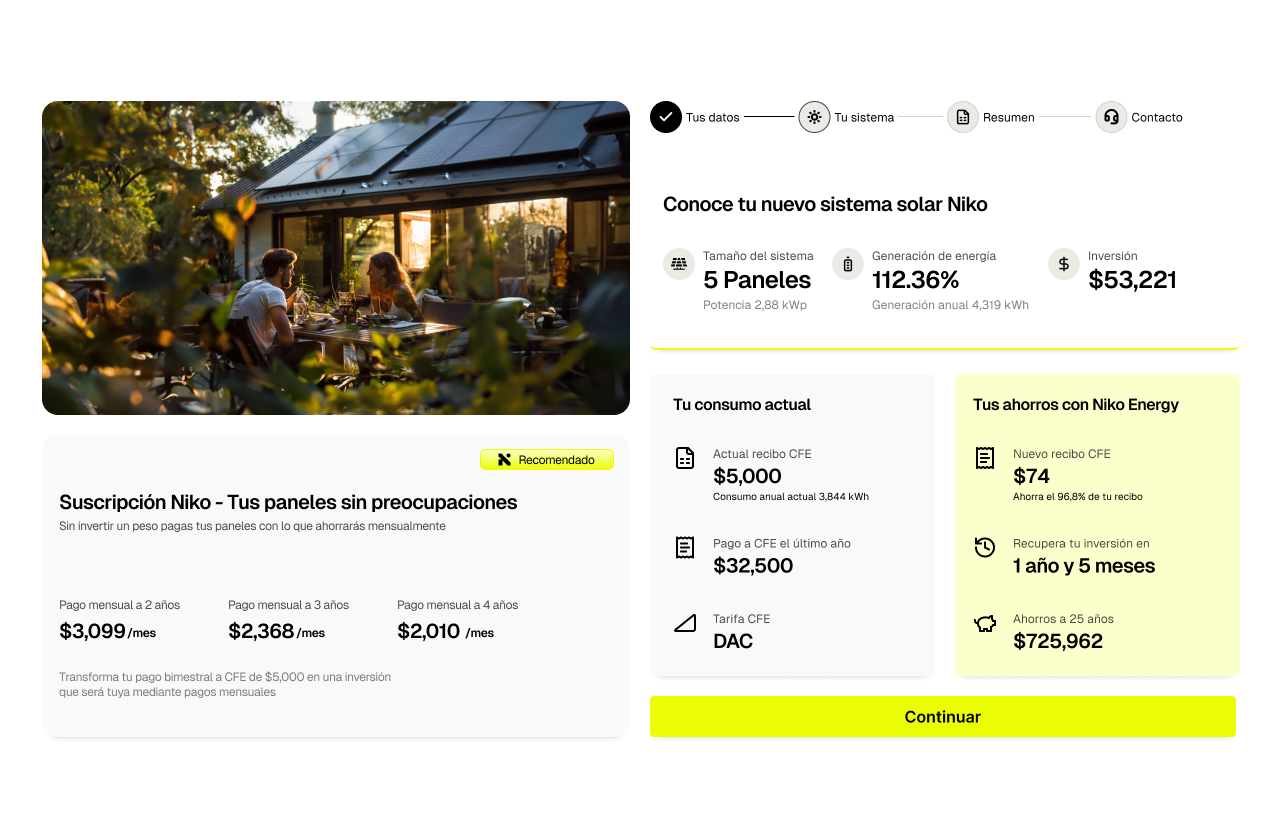 Tus datos
Tu sistema
Resumen
Contacto
Conoce tu nuevo sistema solar Niko
Tamaño del sistema
5 Paneles
Potencia 2,88 kWp
Generación de energía
112.36%
Generación anual 4,319 kWh
Inversión
$53,221
Recomendado
Suscripción Niko - Tus paneles sin preocupaciones
Sin invertir un peso pagas tus paneles con lo que ahorrarás mensualmente
Pago mensual a 2 años
$3,099 /mes
Pago mensual a 3 años
$2,368 /mes
Pago mensual a 4 años
$2,010 /mes
Transforma tu pago bimestral a CFE de $5,000 en una inversión
que será tuya mediante pagos mensuales
Tu consumo actual
Actual recibo CFE
$5,000
Consumo anual actual 3,844 kWh
Pago a CFE el último año
$32,500
Tarifa CFE
DAC
Tus ahorros con Niko Energy
Nuevo recibo CFE
$74
Ahorra el 96,8% de tu recibo
Recupera tu inversión en
1 año y 5 meses
Ahorros a 25 años
$725,962
Continuar